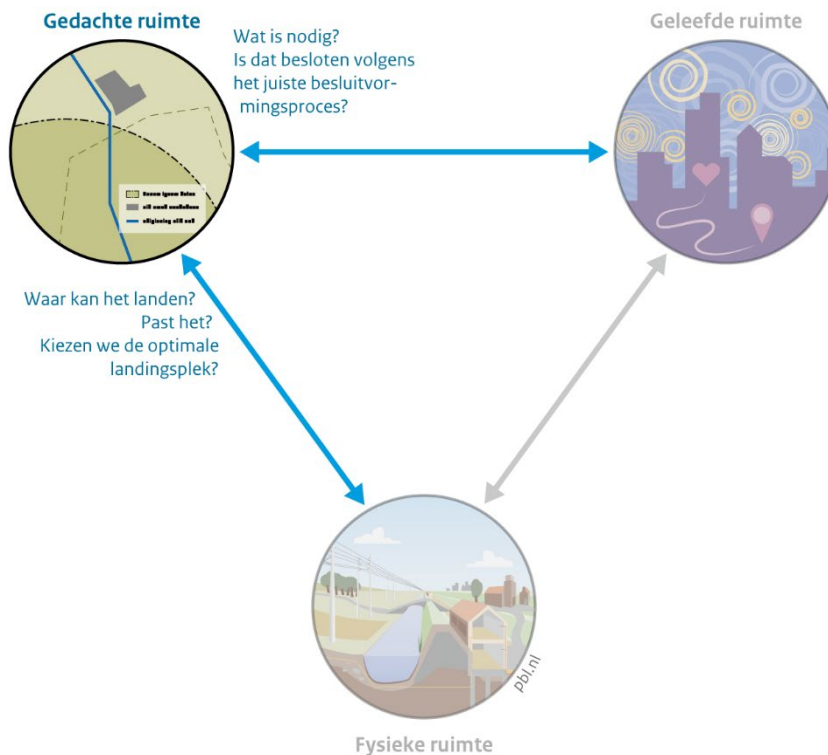 Gedachte ruimte
Geleefde ruimte
Wat is nodig?
Is dat besloten volgens
het juiste besluitvor-
mingsproces?
Waar kan het landen?
Past het?
Kiezen we de optimale
landingsplek?
pbl.nl
Fysieke ruimte